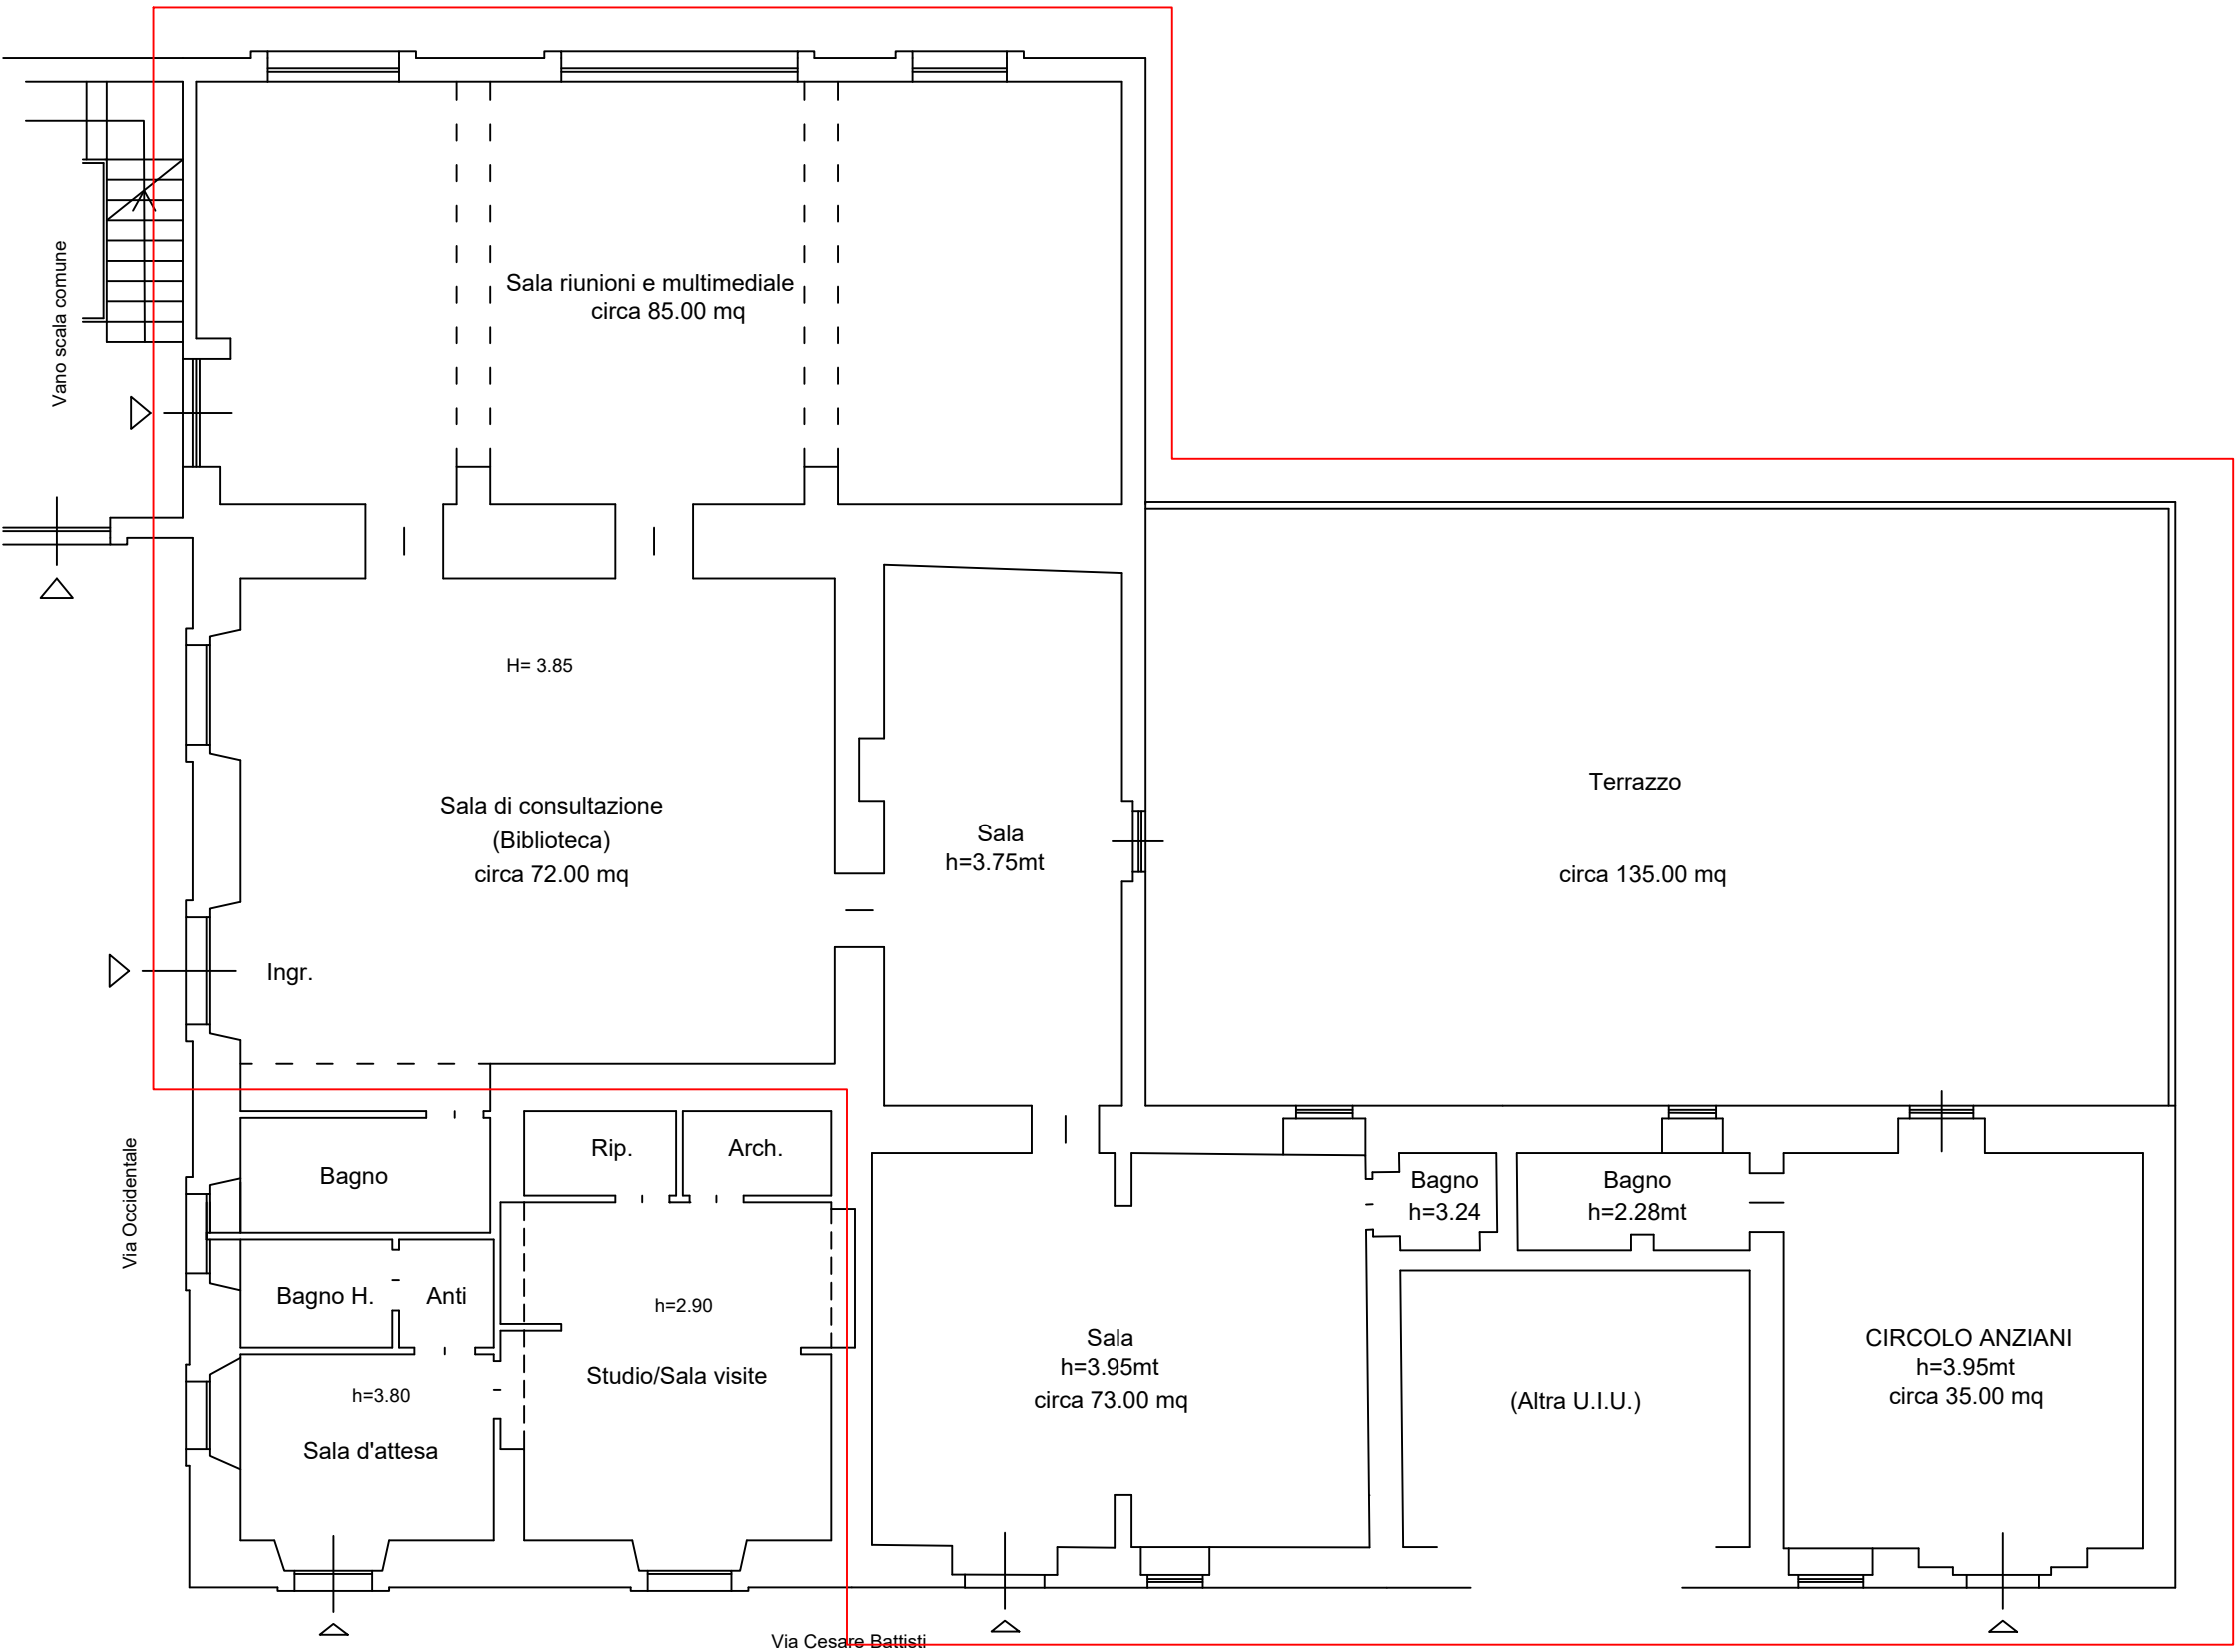 Vano scala comune
Sala riunioni e multimediale
circa 85.00 mq
H= 3.85
Sala di consultazione
(Biblioteca)
circa 72.00 mq
Sala
h=3.75mt
Terrazzo
circa 135.00 mq
Ingr.
Via Occidentale
Bagno
Rip.
Arch.
Bagno H.
Anti
h=2.90
Studio/Sala visite
h=3.80
Sala d'attesa
Bagno
h=3.24
Bagno
h=2.28mt
Sala
h=3.95mt
circa 73.00 mq
(Altra U.I.U.)
CIRCOLO ANZIANI
h=3.95mt
circa 35.00 mq
Via Cesare Battisti